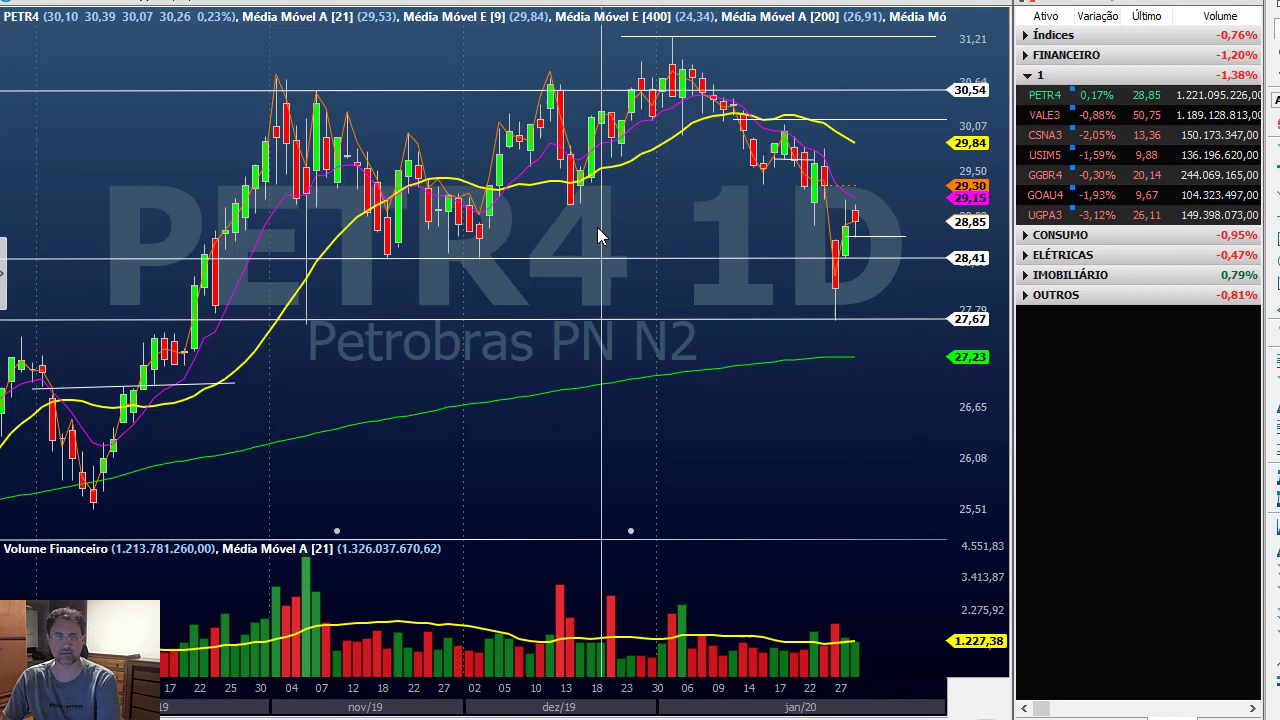 PETR4 (30,10 30,39 30,07 30,26 0,23%), Média Móvel A [21] (29,53), Média Móvel E [9] (29,84), Média Móvel E [400] (24,34), Média Móvel A [200] (26,91), Média Mó
PETR4 1D
Petrobras PN N2
31,21
30,54
30,07
29,84
29,50
29,30
29,15
28,85
28,41
27,67
27,23
26,65
26,08
25,51
Volume Financeiro (1.213.781.260,00), Média Móvel A [21] (1.326.037.670,62)
4.551,83
3.413,87
2.275,92
1.227,38
17 22 25 30 04 07 12 18 22 27 02 05 10 13 18 23 30 06 09 14 17 22 27
19 nov/19 dez/19 jan/20
Ativo Variação Último Volume
Índices -0,76%
FINANCEIRO -1,20%
1 -1,38%
PETR4 0,17% 28,85 1.221.095.226,00
VALE3 -0,88% 50,75 1.189.128.813,00
CSNA3 -2,05% 13,36 150.173.347,00
USIM5 -1,59% 9,88 136.196.620,00
GGBR4 -0,30% 20,14 244.069.165,00
GOAU4 -1,93% 9,67 104.323.497,00
UGPA3 -3,12% 26,11 149.398.073,00
CONSUMO -0,95%
ELÉTRICAS -0,47%
IMOBILIÁRIO 0,79%
OUTROS -0,81%